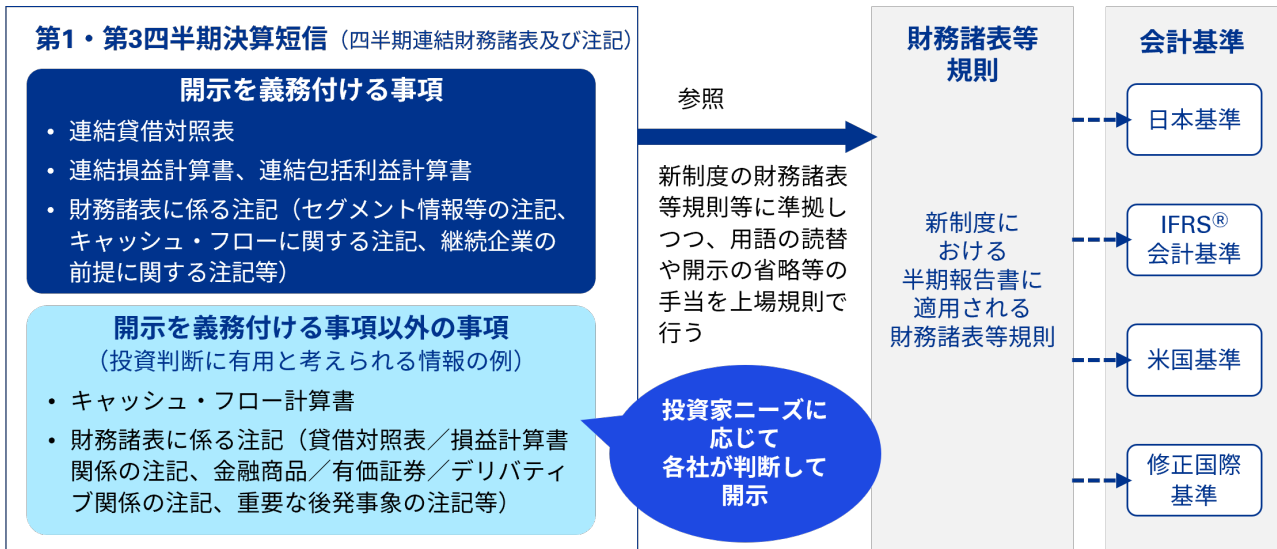 第1・第3四半期決算短信（四半期連結財務諸表及び注記）
開示を義務付ける事項
• 連結貸借対照表
• 連結損益計算書、連結包括利益計算書
• 財務諸表に係る注記（セグメント情報等の注記、
キャッシュ・フローに関する注記、継続企業の
前提に関する注記等）
開示を義務付ける事項以外の事項
（投資判断に有用と考えられる情報の例）
• キャッシュ・フロー計算書
• 財務諸表に係る注記（貸借対照表／損益計算書
関係の注記、金融商品／有価証券／デリバティ
ブ関係の注記、重要な後発事象の注記等）
参照
新制度の財務諸表
等規則等に準拠し
つつ、用語の読替
や開示の省略等の
手当を上場規則で
行う
投資家ニーズに
応じて
各社が判断して
開示
財務諸表等
規則
新制度に
おける
半期報告書に
適用される
財務諸表等規則
会計基準
日本基準
IFRS®
会計基準
米国基準
修正国際
基準